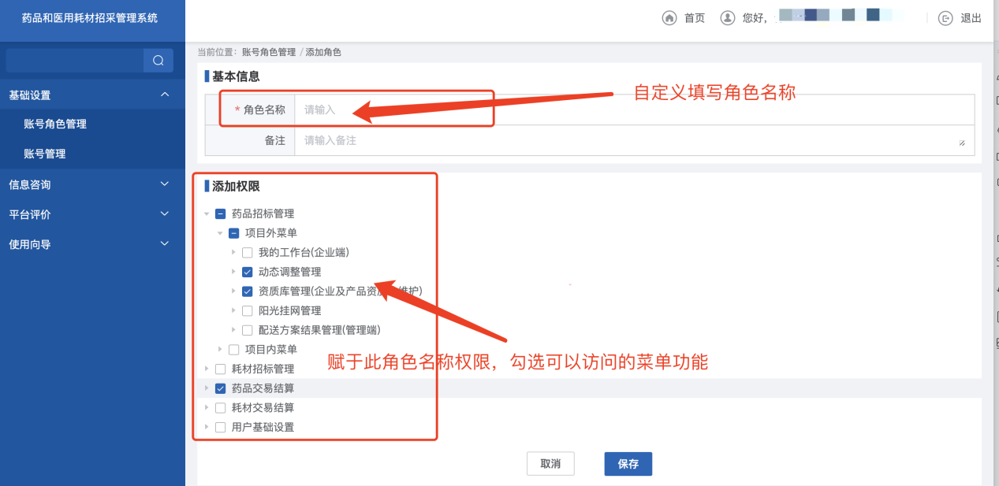 药品和医用耗材招采管理系统
首页
您好，
退出
当前位置：账号角色管理 / 添加角色
基础设置
账号角色管理
账号管理
信息咨询
平台评价
使用向导
基本信息
自定义填写角色名称
* 角色名称
请输入
备注
请输入备注
添加权限
药品招标管理
项目外菜单
我的工作台(企业端)
动态调整管理
资质库管理(企业及产品资 维护)
阳光挂网管理
配送方案结果管理(管理端)
项目内菜单
赋于此角色名称权限，勾选可以访问的菜单功能
耗材招标管理
药品交易结算
耗材交易结算
用户基础设置
取消
保存